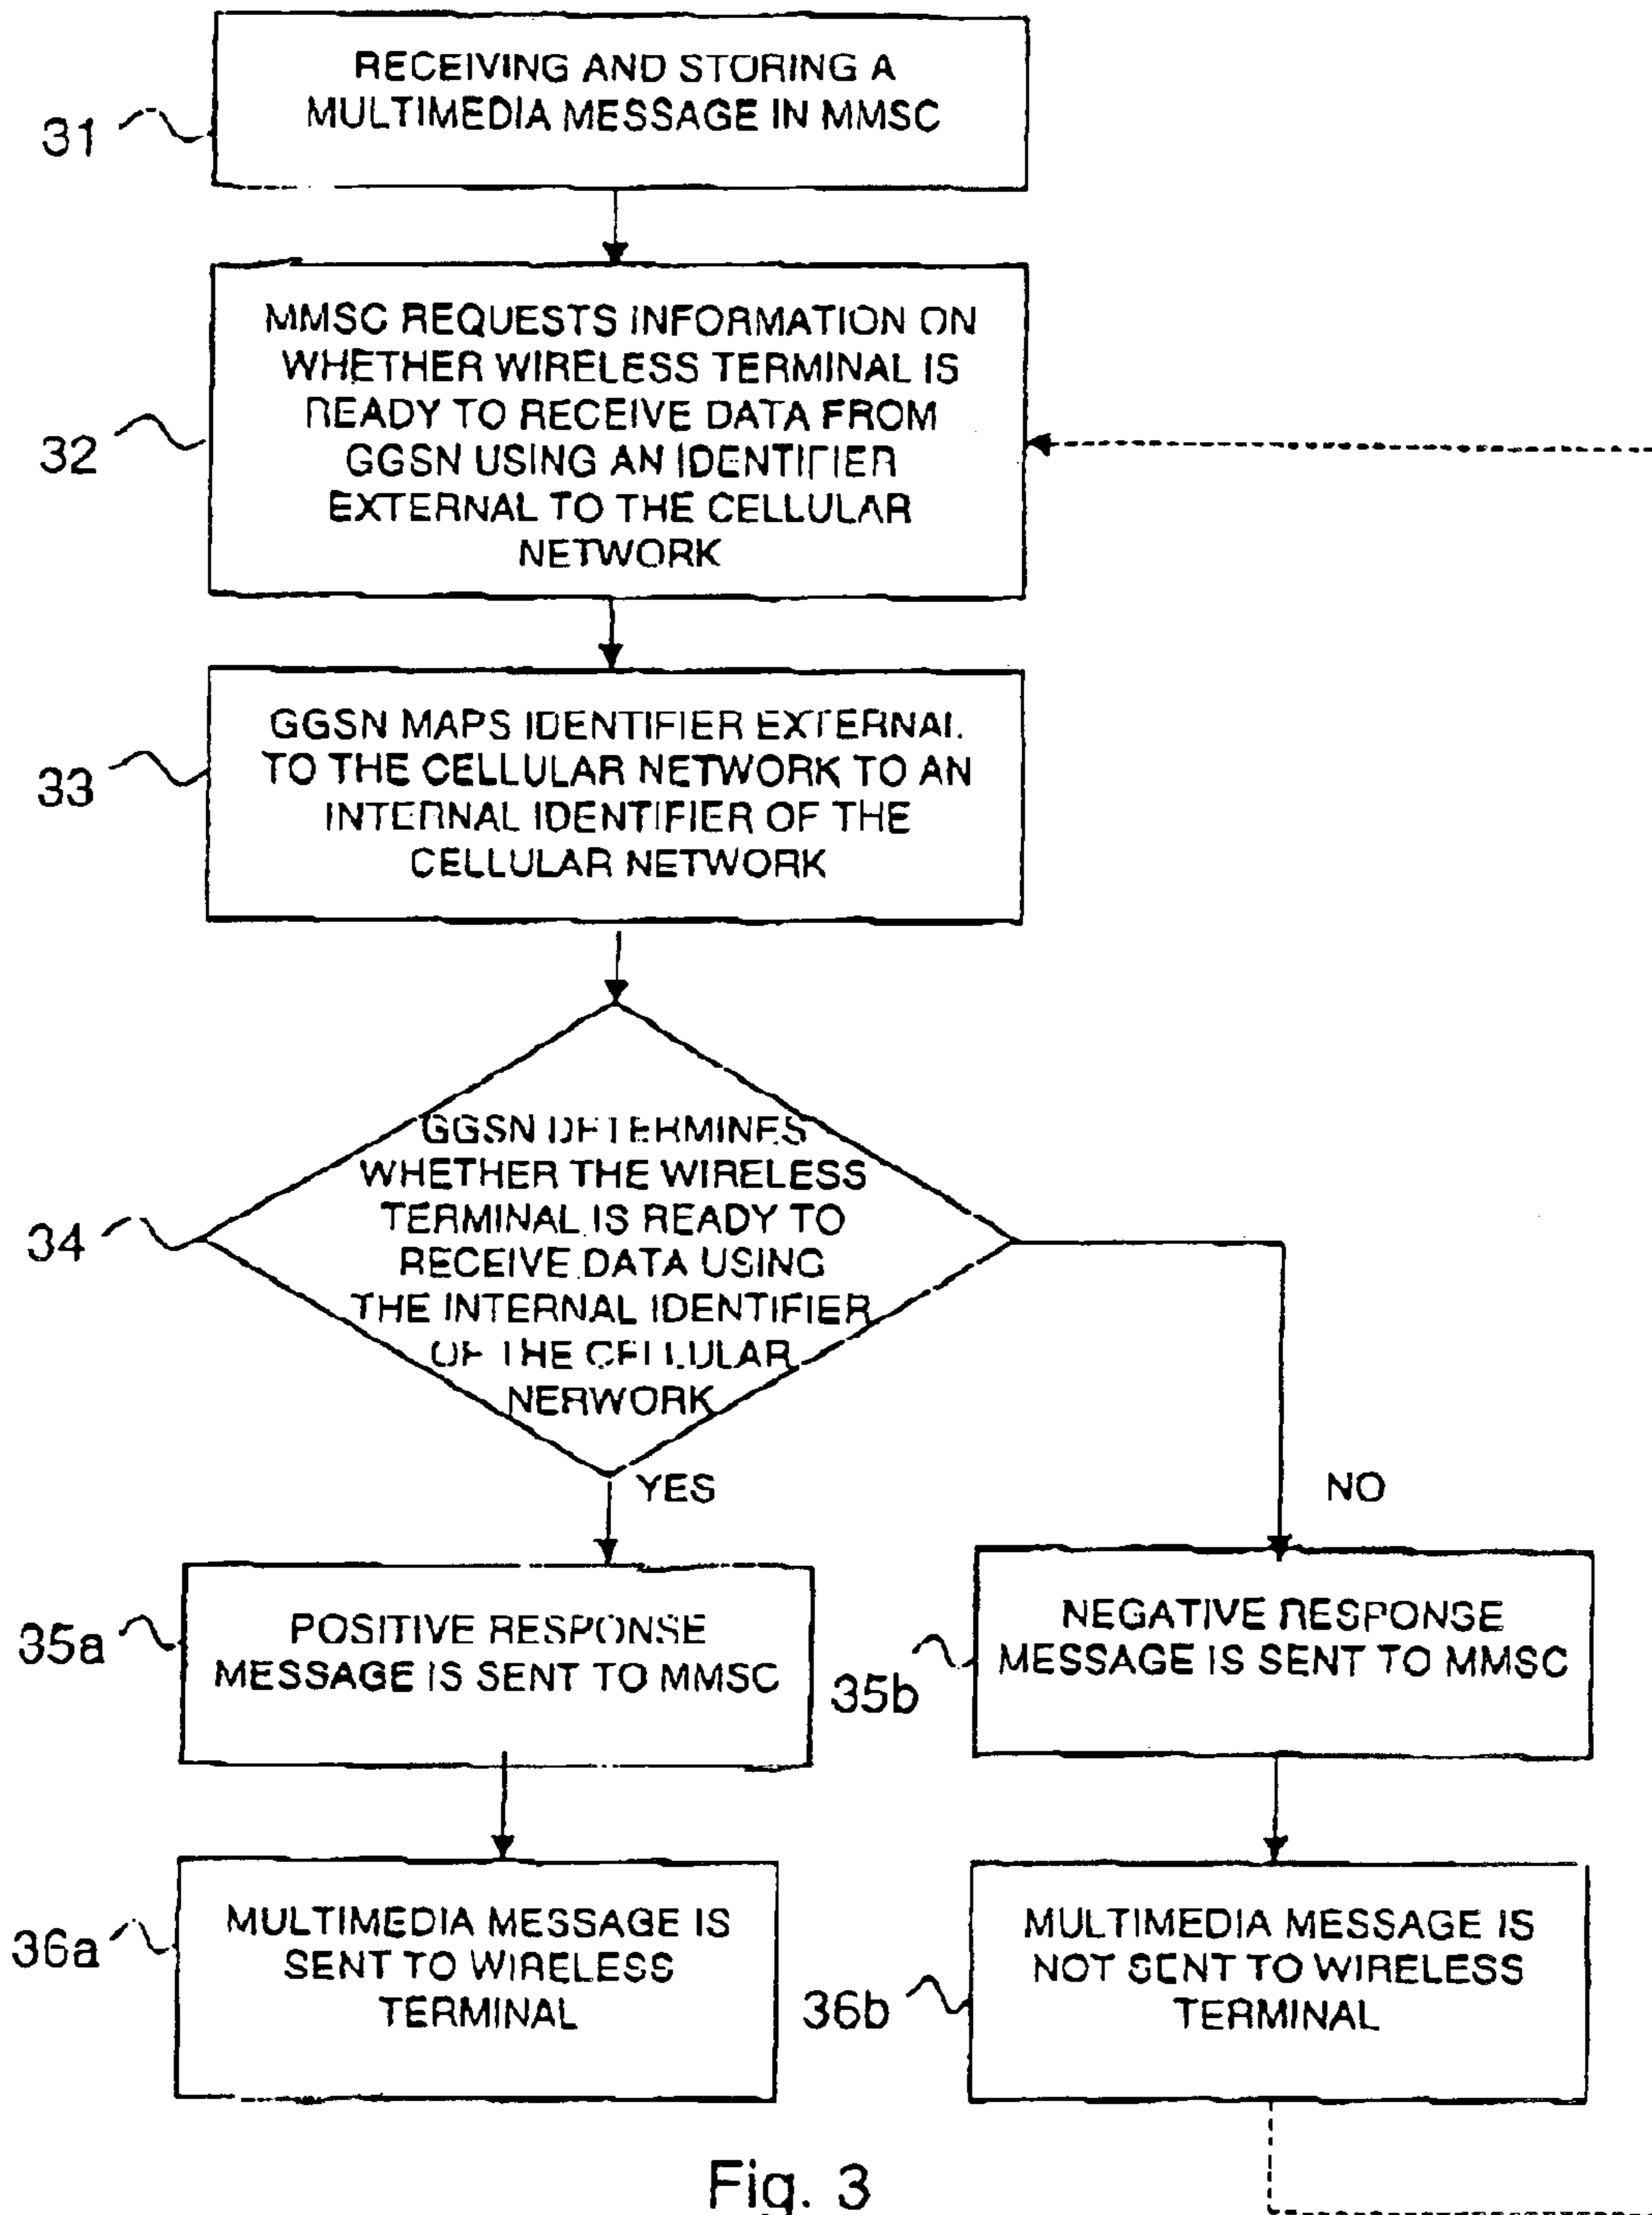 RECEIVING AND STORING A
MULTIMEDIA MESSAGE IN MMSC
31
MMSC REQUESTS INFORMATION ON
WHETHER WIRELESS TERMINAL IS
READY TO RECEIVE DATA FROM
GGSN USING AN IDENTIFIER
EXTERNAL TO THE CELLULAR
NETWORK
32
GGSN MAPS IDENTIFIER EXTERNAL
TO THE CELLULAR NETWORK TO AN
INTERNAL IDENTIFIER OF THE
CELLULAR NETWORK
33
GGSN DETERMINES
WHETHER THE WIRELESS
TERMINAL IS READY TO
RECEIVE DATA USING
THE INTERNAL IDENTIFIER
OF THE CELLULAR
NERWORK
34
YES
NO
POSITIVE RESPONSE
MESSAGE IS SENT TO MMSC
35a
NEGATIVE RESPONSE
MESSAGE IS SENT TO MMSC
35b
MULTIMEDIA MESSAGE IS
SENT TO WIRELESS
TERMINAL
36a
MULTIMEDIA MESSAGE IS
NOT SENT TO WIRELESS
TERMINAL
36b
Fig. 3